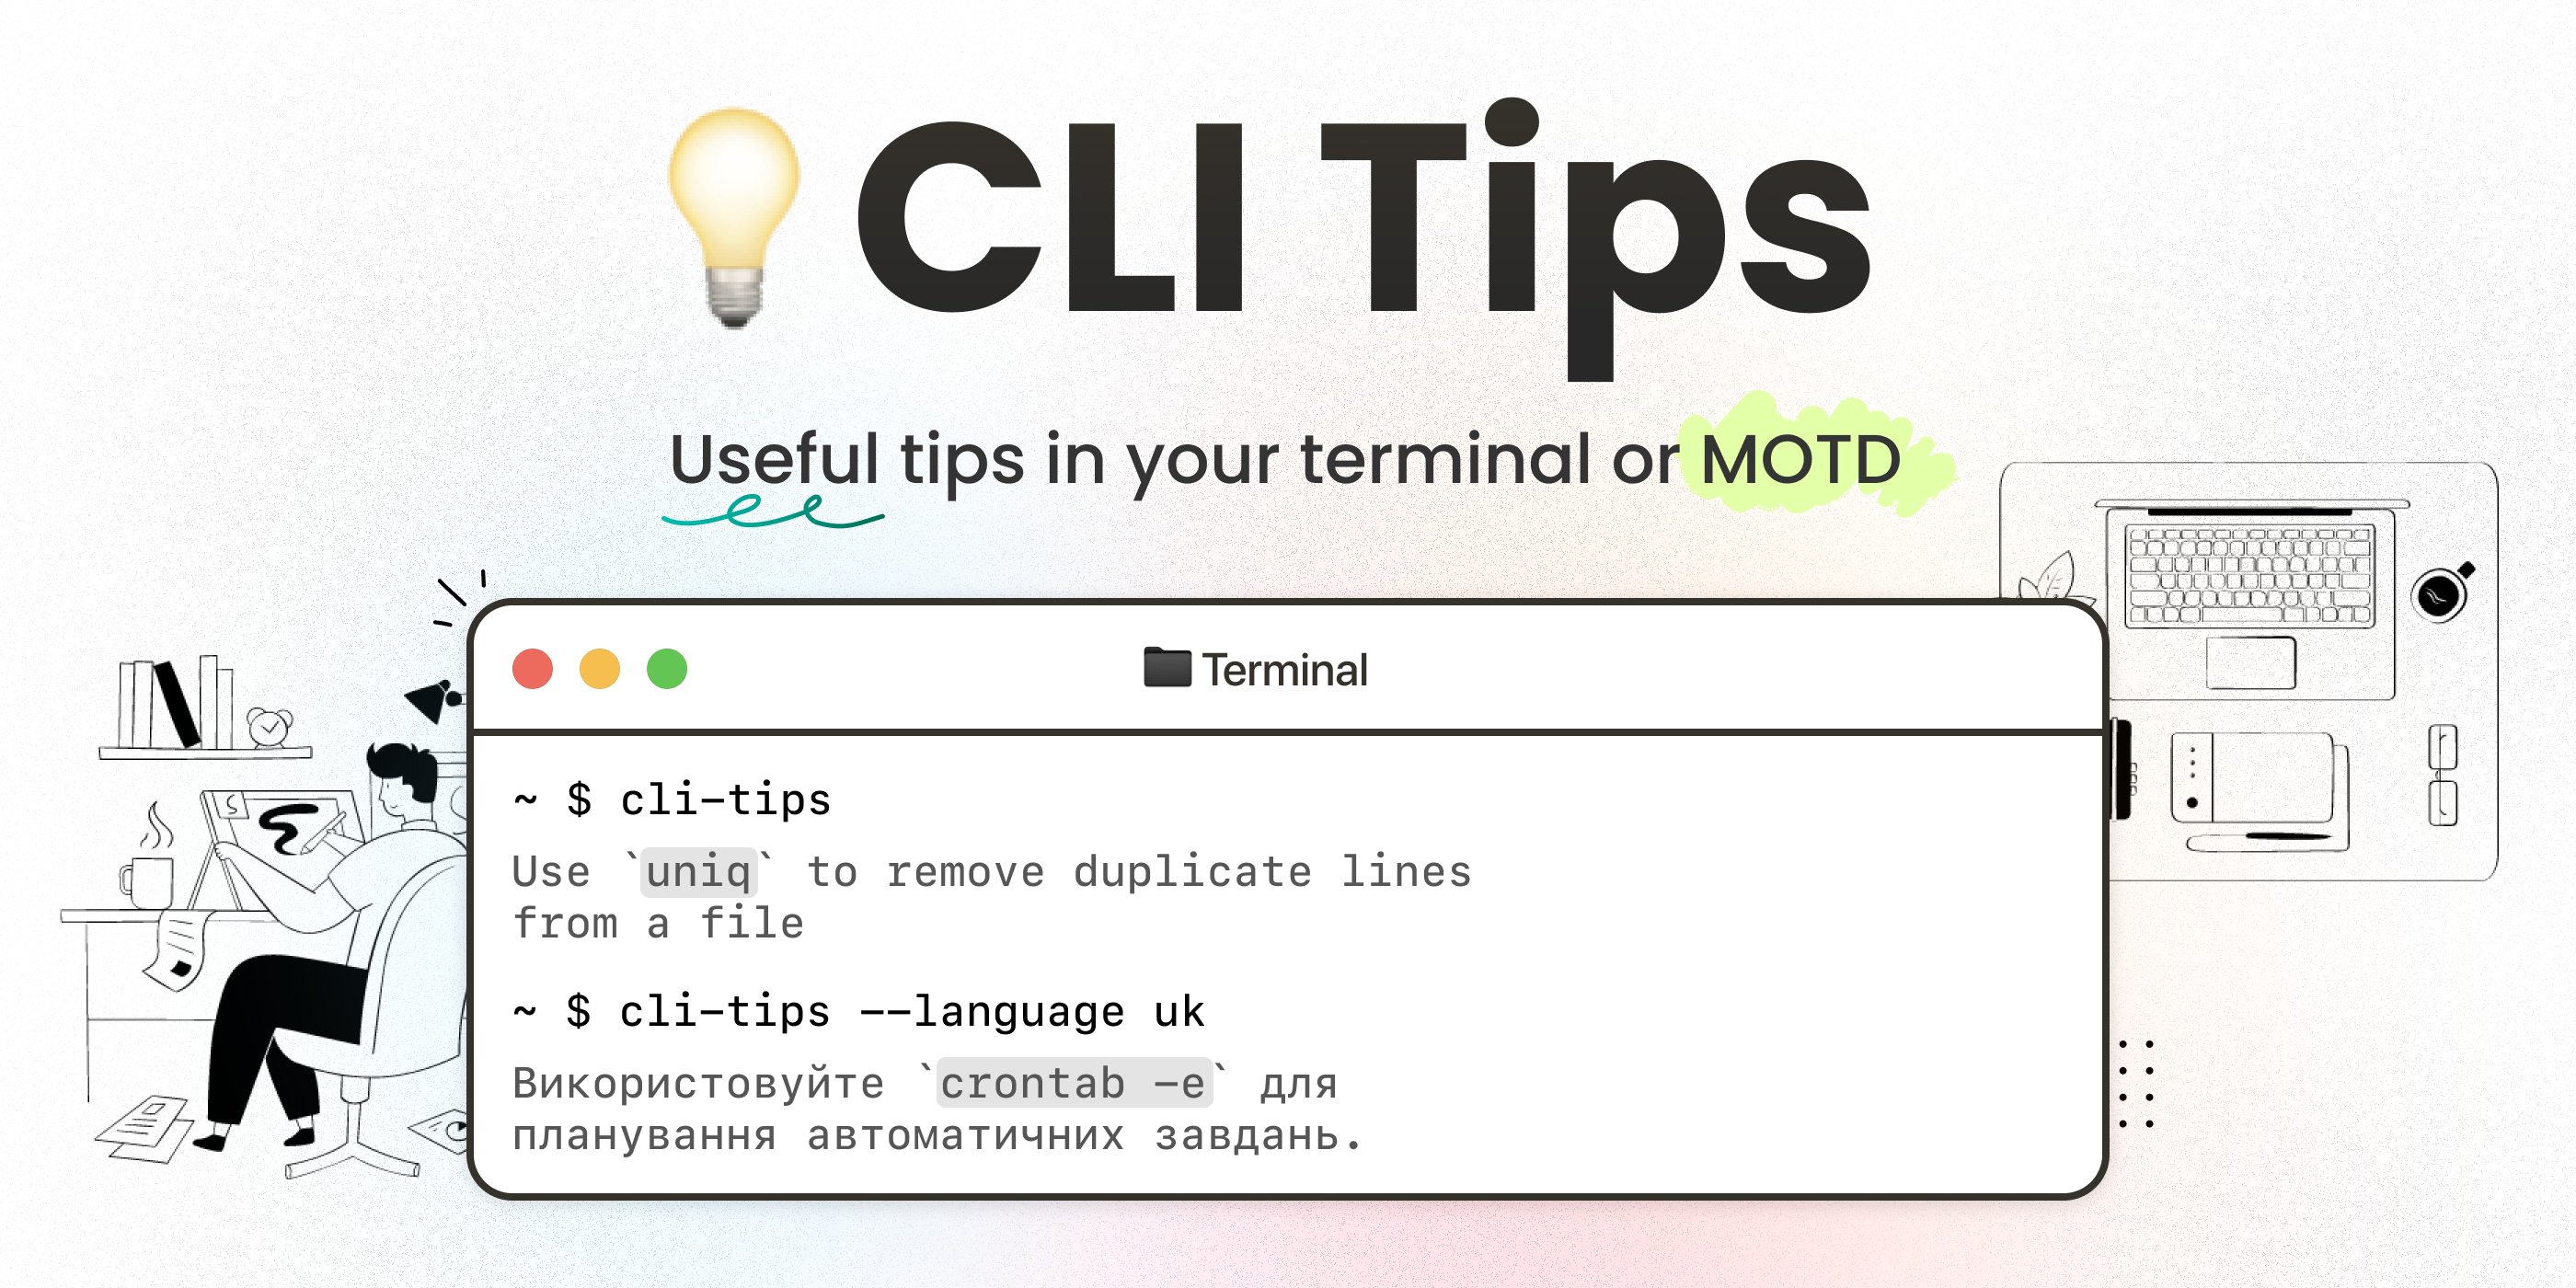 CLI Tips
Useful tips in your terminal or MOTD
Terminal
~ $ cli-tips
Use `uniq` to remove duplicate lines
from a file
~ $ cli-tips --language uk
Використовуйте `crontab -e` для
планування автоматичних завдань.